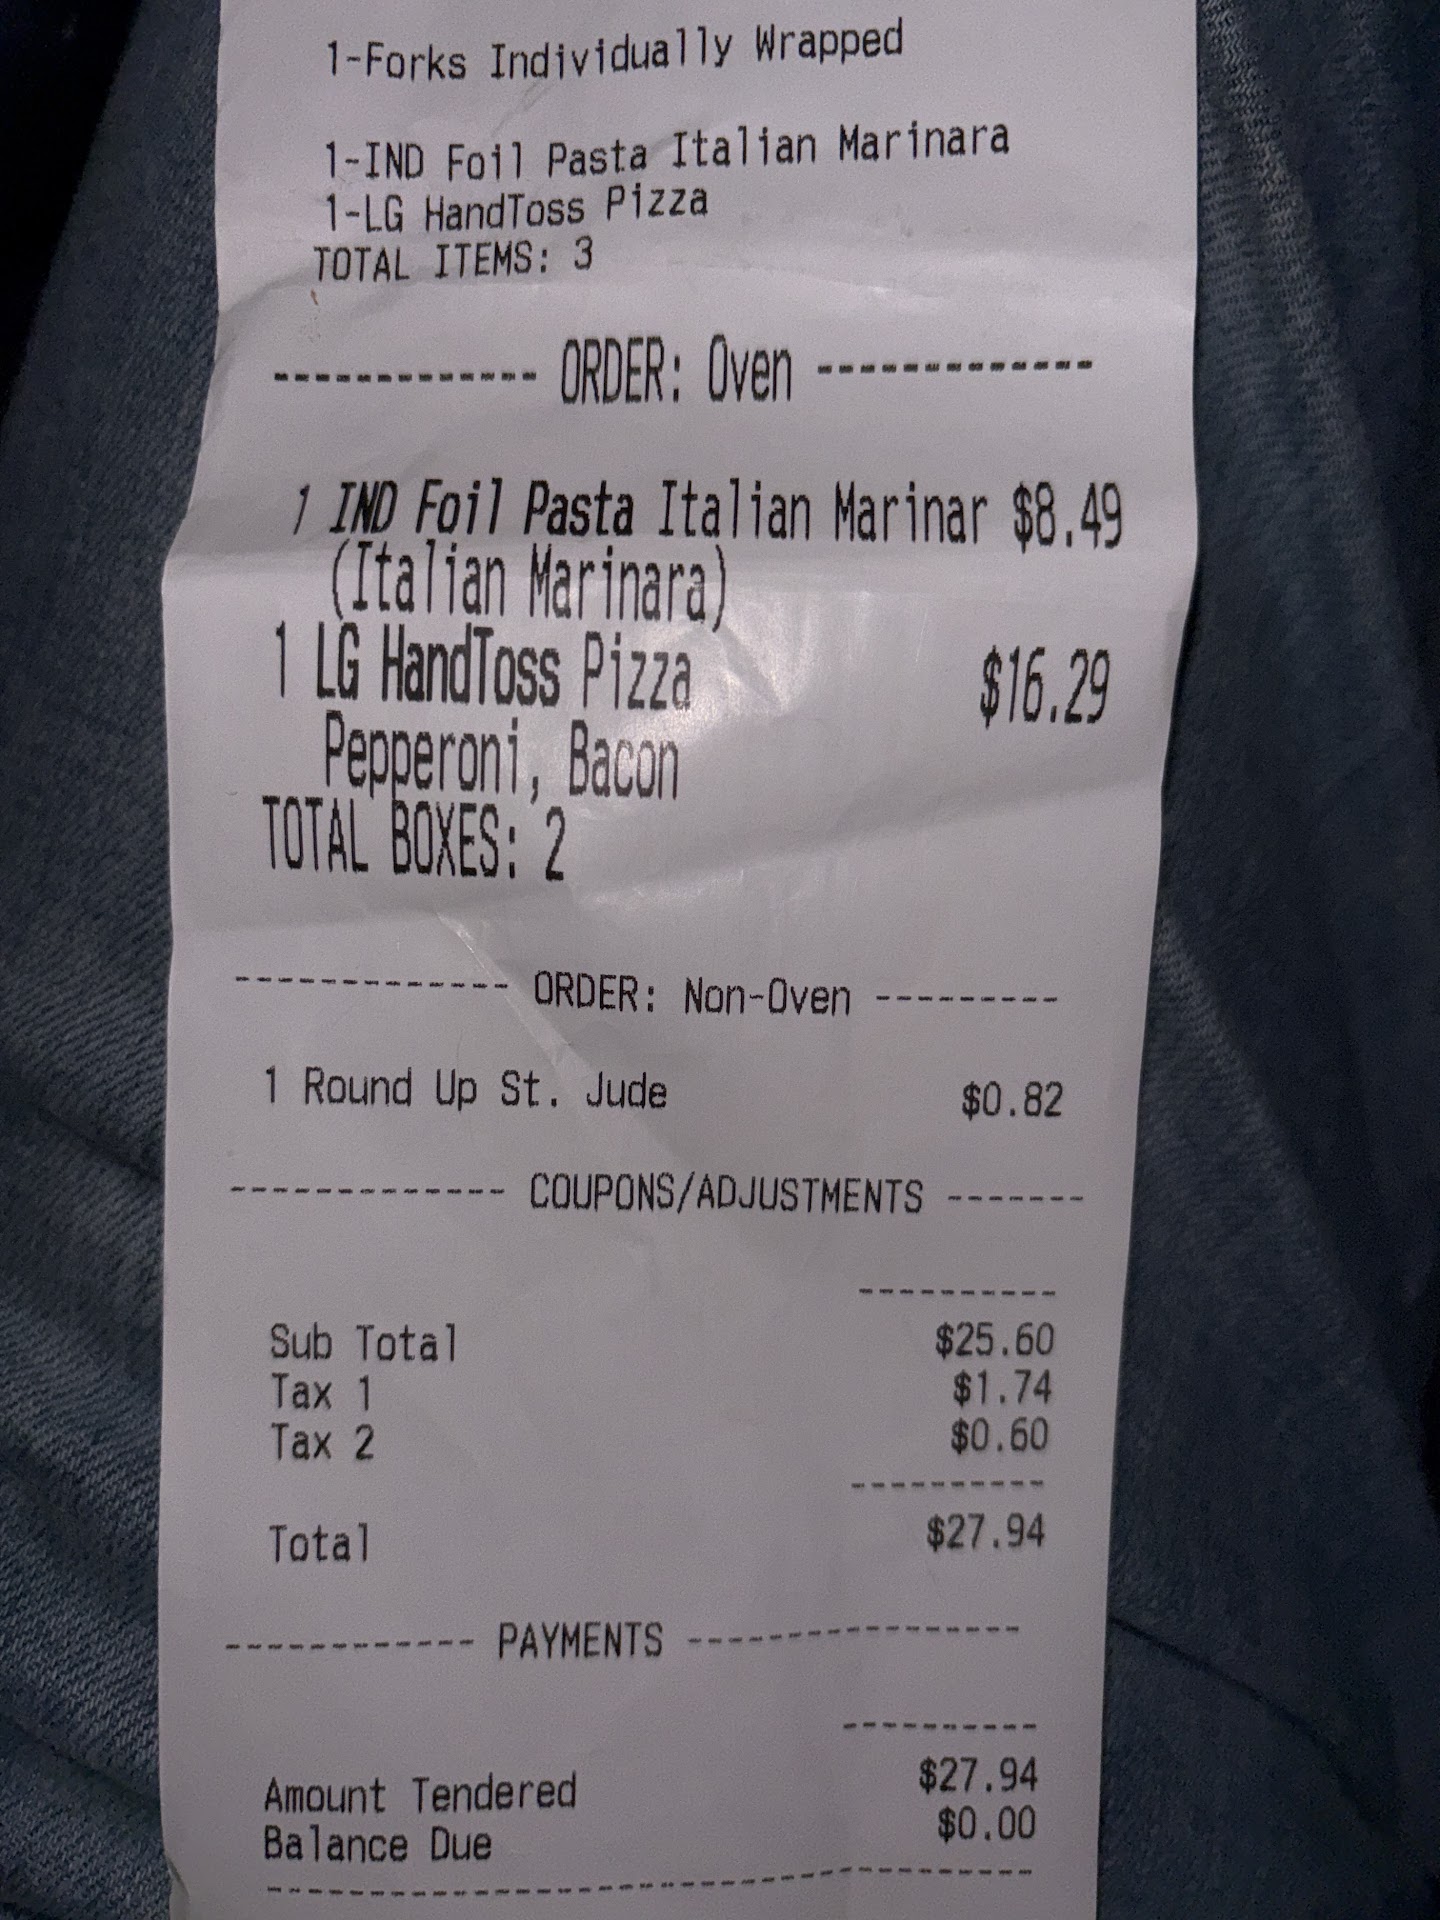 1-Forks Individually Wrapped
1-IND Foil Pasta Italian Marinara
1-LG HandToss Pizza
TOTAL ITEMS: 3
------------- ORDER: Oven -------------
1 IND Foil Pasta Italian Marinar $8.49
(Italian Marinara)
1 LG HandToss Pizza $16.29
Pepperoni, Bacon
TOTAL BOXES: 2
------------- ORDER: Non-Oven ---------
1 Round Up St. Jude $0.82
------------- COUPONS/ADJUSTMENTS -------
----------
Sub Total $25.60
Tax 1 $1.74
Tax 2 $0.60
----------
Total $27.94
------------ PAYMENTS ----------------
----------
Amount Tendered $27.94
Balance Due $0.00
--------------------------------------